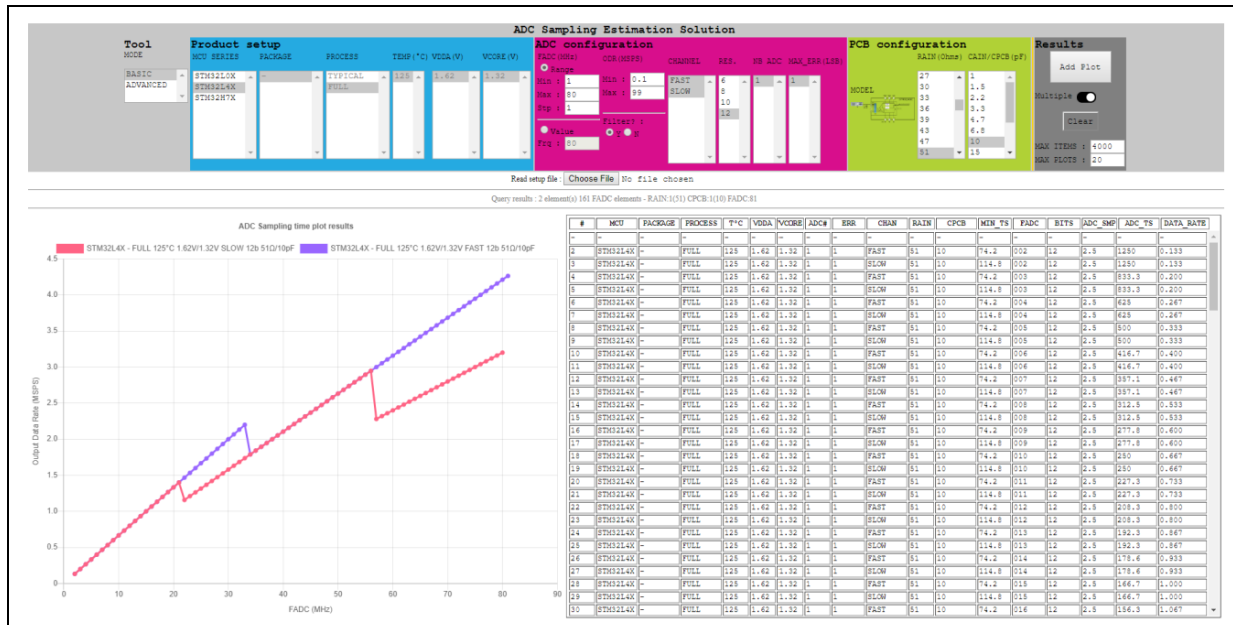 ADC Sampling Estimation Solution
Tool Product setup ADC configuration PCB configuration Results
MODE MCU SERIES PACKAGE PROCESS TEMP(°C) VDDA(V) VCORE(V) FADC(MHz) ODR(MSPS) CHANNEL RES. NB ADC MAX_ERR(LSB) RAIN(Ohms) CAIN/CPCB(pF)
BASIC
ADVANCED
STM32L0X
STM32L4X
STM32H7X
-
TYPICAL
FULL
125
1.62
1.32
Range
Min : 1
Max : 80
Stp : 1
Value
Frq : 80
Min : 0.1
Max : 99
Filter? :
Y N
FAST
SLOW
6
8
10
12
1
1
MODEL
27
30
33
36
39
43
47
51
1
1.5
2.2
3.3
4.7
6.8
10
15
Add Plot
Multiple
Clear
MAX ITEMS : 4000
MAX PLOTS : 20
Read setup file : Choose File No file chosen
Query results : 2 element(s) 161 FADC elements - RAIN:1(51) CPCB:1(10) FADC:81
ADC Sampling time plot results
STM32L4X - FULL 125°C 1.62V/1.32V SLOW 12b 51Ω/10pF STM32L4X - FULL 125°C 1.62V/1.32V FAST 12b 51Ω/10pF
4.5
4.0
3.5
3.0
2.5
2.0
1.5
1.0
0.5
0
Output Data Rate (MSPS)
0 10 20 30 40 50 60 70 80 90
FADC (MHz)
# MCU PACKAGE PROCESS T°C VDDA VCORE ADC# ERR CHAN RAIN CPCB MIN_TS FADC BITS ADC_SMP ADC_TS DATA_RATE
- - - - - - - - - - - - - - - - -
2 STM32L4X - FULL 125 1.62 1.32 1 1 FAST 51 10 74.2 002 12 2.5 1250 0.133
3 STM32L4X - FULL 125 1.62 1.32 1 1 SLOW 51 10 114.8 002 12 2.5 1250 0.133
4 STM32L4X - FULL 125 1.62 1.32 1 1 FAST 51 10 74.2 003 12 2.5 833.3 0.200
5 STM32L4X - FULL 125 1.62 1.32 1 1 SLOW 51 10 114.8 003 12 2.5 833.3 0.200
6 STM32L4X - FULL 125 1.62 1.32 1 1 FAST 51 10 74.2 004 12 2.5 625 0.267
7 STM32L4X - FULL 125 1.62 1.32 1 1 SLOW 51 10 114.8 004 12 2.5 625 0.267
8 STM32L4X - FULL 125 1.62 1.32 1 1 FAST 51 10 74.2 005 12 2.5 500 0.333
9 STM32L4X - FULL 125 1.62 1.32 1 1 SLOW 51 10 114.8 005 12 2.5 500 0.333
10 STM32L4X - FULL 125 1.62 1.32 1 1 FAST 51 10 74.2 006 12 2.5 416.7 0.400
11 STM32L4X - FULL 125 1.62 1.32 1 1 SLOW 51 10 114.8 006 12 2.5 416.7 0.400
12 STM32L4X - FULL 125 1.62 1.32 1 1 FAST 51 10 74.2 007 12 2.5 357.1 0.467
13 STM32L4X - FULL 125 1.62 1.32 1 1 SLOW 51 10 114.8 007 12 2.5 357.1 0.467
14 STM32L4X - FULL 125 1.62 1.32 1 1 FAST 51 10 74.2 008 12 2.5 312.5 0.533
15 STM32L4X - FULL 125 1.62 1.32 1 1 SLOW 51 10 114.8 008 12 2.5 312.5 0.533
16 STM32L4X - FULL 125 1.62 1.32 1 1 FAST 51 10 74.2 009 12 2.5 277.8 0.600
17 STM32L4X - FULL 125 1.62 1.32 1 1 SLOW 51 10 114.8 009 12 2.5 277.8 0.600
18 STM32L4X - FULL 125 1.62 1.32 1 1 FAST 51 10 74.2 010 12 2.5 250 0.667
19 STM32L4X - FULL 125 1.62 1.32 1 1 SLOW 51 10 114.8 010 12 2.5 250 0.667
20 STM32L4X - FULL 125 1.62 1.32 1 1 FAST 51 10 74.2 011 12 2.5 227.3 0.733
21 STM32L4X - FULL 125 1.62 1.32 1 1 SLOW 51 10 114.8 011 12 2.5 227.3 0.733
22 STM32L4X - FULL 125 1.62 1.32 1 1 FAST 51 10 74.2 012 12 2.5 208.3 0.800
23 STM32L4X - FULL 125 1.62 1.32 1 1 SLOW 51 10 114.8 012 12 2.5 208.3 0.800
24 STM32L4X - FULL 125 1.62 1.32 1 1 FAST 51 10 74.2 013 12 2.5 192.3 0.867
25 STM32L4X - FULL 125 1.62 1.32 1 1 SLOW 51 10 114.8 013 12 2.5 192.3 0.867
26 STM32L4X - FULL 125 1.62 1.32 1 1 FAST 51 10 74.2 014 12 2.5 178.6 0.933
27 STM32L4X - FULL 125 1.62 1.32 1 1 SLOW 51 10 114.8 014 12 2.5 178.6 0.933
28 STM32L4X - FULL 125 1.62 1.32 1 1 FAST 51 10 74.2 015 12 2.5 166.7 1.000
29 STM32L4X - FULL 125 1.62 1.32 1 1 SLOW 51 10 114.8 015 12 2.5 166.7 1.000
30 STM32L4X - FULL 125 1.62 1.32 1 1 FAST 51 10 74.2 016 12 2.5 156.3 1.067